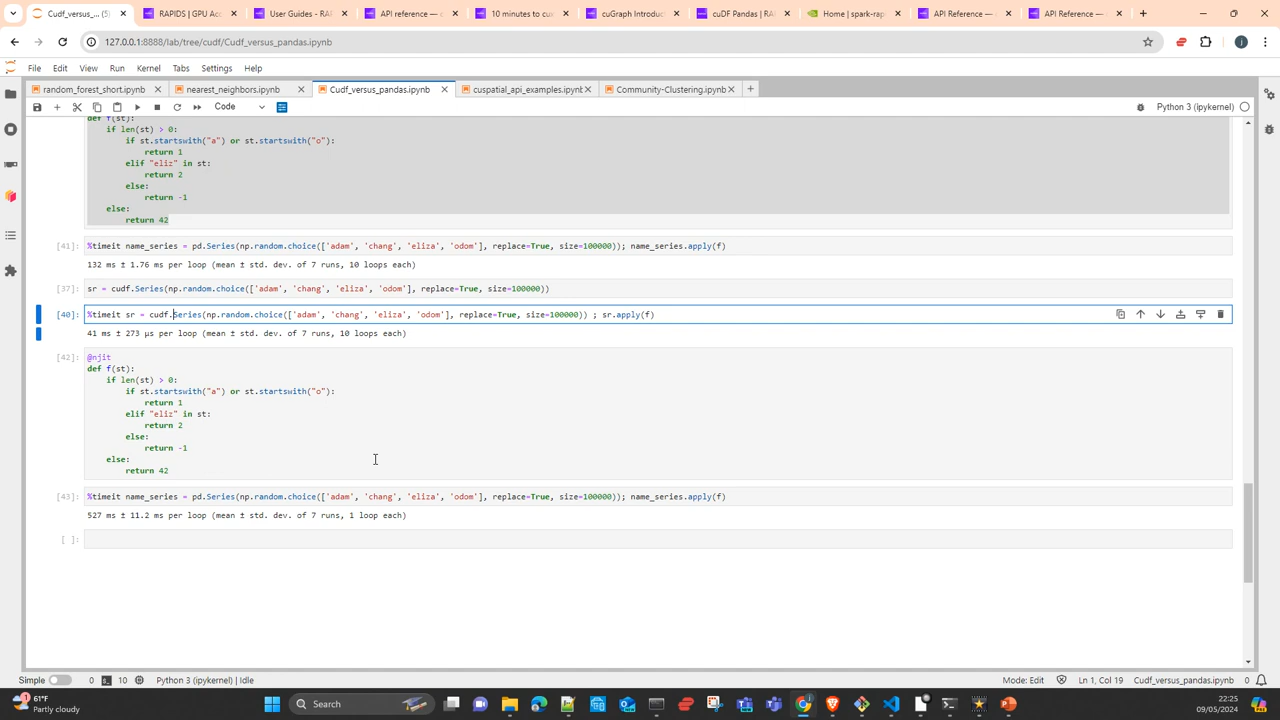 Cudf_versus_... (5)
RAPIDS | GPU Acc
User Guides - RAPI
API reference — c
10 minutes to cu
cuGraph Introduct
cuDF Pandas | RA
Home | spark-rap
API Reference —
API Reference —
127.0.0.1:8888/lab/tree/cudf/Cudf_versus_pandas.ipynb
File Edit View Run Kernel Tabs Settings Help
random_forest_short.ipynb
nearest_neighbors.ipynb
Cudf_versus_pandas.ipynb
cuspatial_api_examples.ipynb
Community-Clustering.ipynb
Code
Python 3 (ipykernel)
def f(st):
if len(st) > 0:
if st.startswith("a") or st.startswith("o"):
return 1
elif "eliz" in st:
return 2
else:
return -1
else:
return 42
[41]: %timeit name_series = pd.Series(np.random.choice(['adam', 'chang', 'eliza', 'odom'], replace=True, size=100000)); name_series.apply(f)
132 ms ± 1.76 ms per loop (mean ± std. dev. of 7 runs, 10 loops each)
[37]: sr = cudf.Series(np.random.choice(['adam', 'chang', 'eliza', 'odom'], replace=True, size=100000))
[40]: %timeit sr = cudf.Series(np.random.choice(['adam', 'chang', 'eliza', 'odom'], replace=True, size=100000)) ; sr.apply(f)
41 ms ± 273 µs per loop (mean ± std. dev. of 7 runs, 10 loops each)
[42]: @njit
def f(st):
if len(st) > 0:
if st.startswith("a") or st.startswith("o"):
return 1
elif "eliz" in st:
return 2
else:
return -1
else:
return 42
[43]: %timeit name_series = pd.Series(np.random.choice(['adam', 'chang', 'eliza', 'odom'], replace=True, size=100000)); name_series.apply(f)
527 ms ± 11.2 ms per loop (mean ± std. dev. of 7 runs, 1 loop each)
[ ]:
Simple 0 10 Python 3 (ipykernel) | Idle
Mode: Edit Ln 1, Col 19 Cudf_versus_pandas.ipynb 0
61°F
Partly cloudy
Search
22:25
09/05/2024